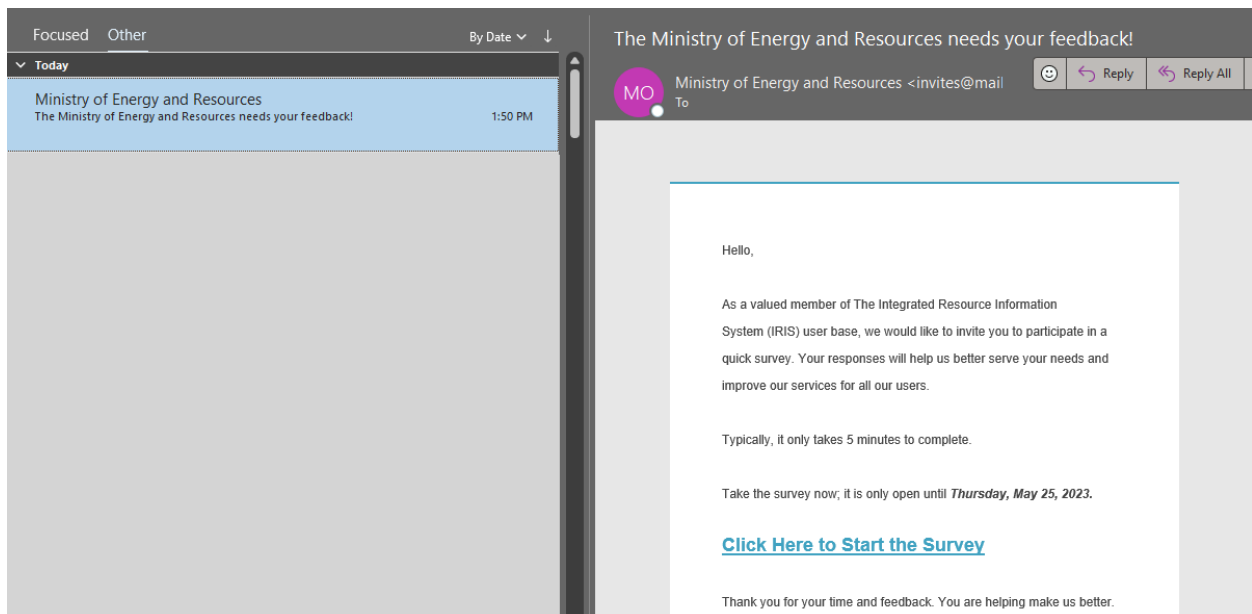 Focused Other By Date ↓
Today
Ministry of Energy and Resources
The Ministry of Energy and Resources needs your feedback! 1:50 PM
The Ministry of Energy and Resources needs your feedback!
MO
Ministry of Energy and Resources <invites@mail
To
Reply Reply All
Hello,
As a valued member of The Integrated Resource Information
System (IRIS) user base, we would like to invite you to participate in a
quick survey. Your responses will help us better serve your needs and
improve our services for all our users.
Typically, it only takes 5 minutes to complete.
Take the survey now; it is only open until Thursday, May 25, 2023.
Click Here to Start the Survey
Thank you for your time and feedback. You are helping make us better.